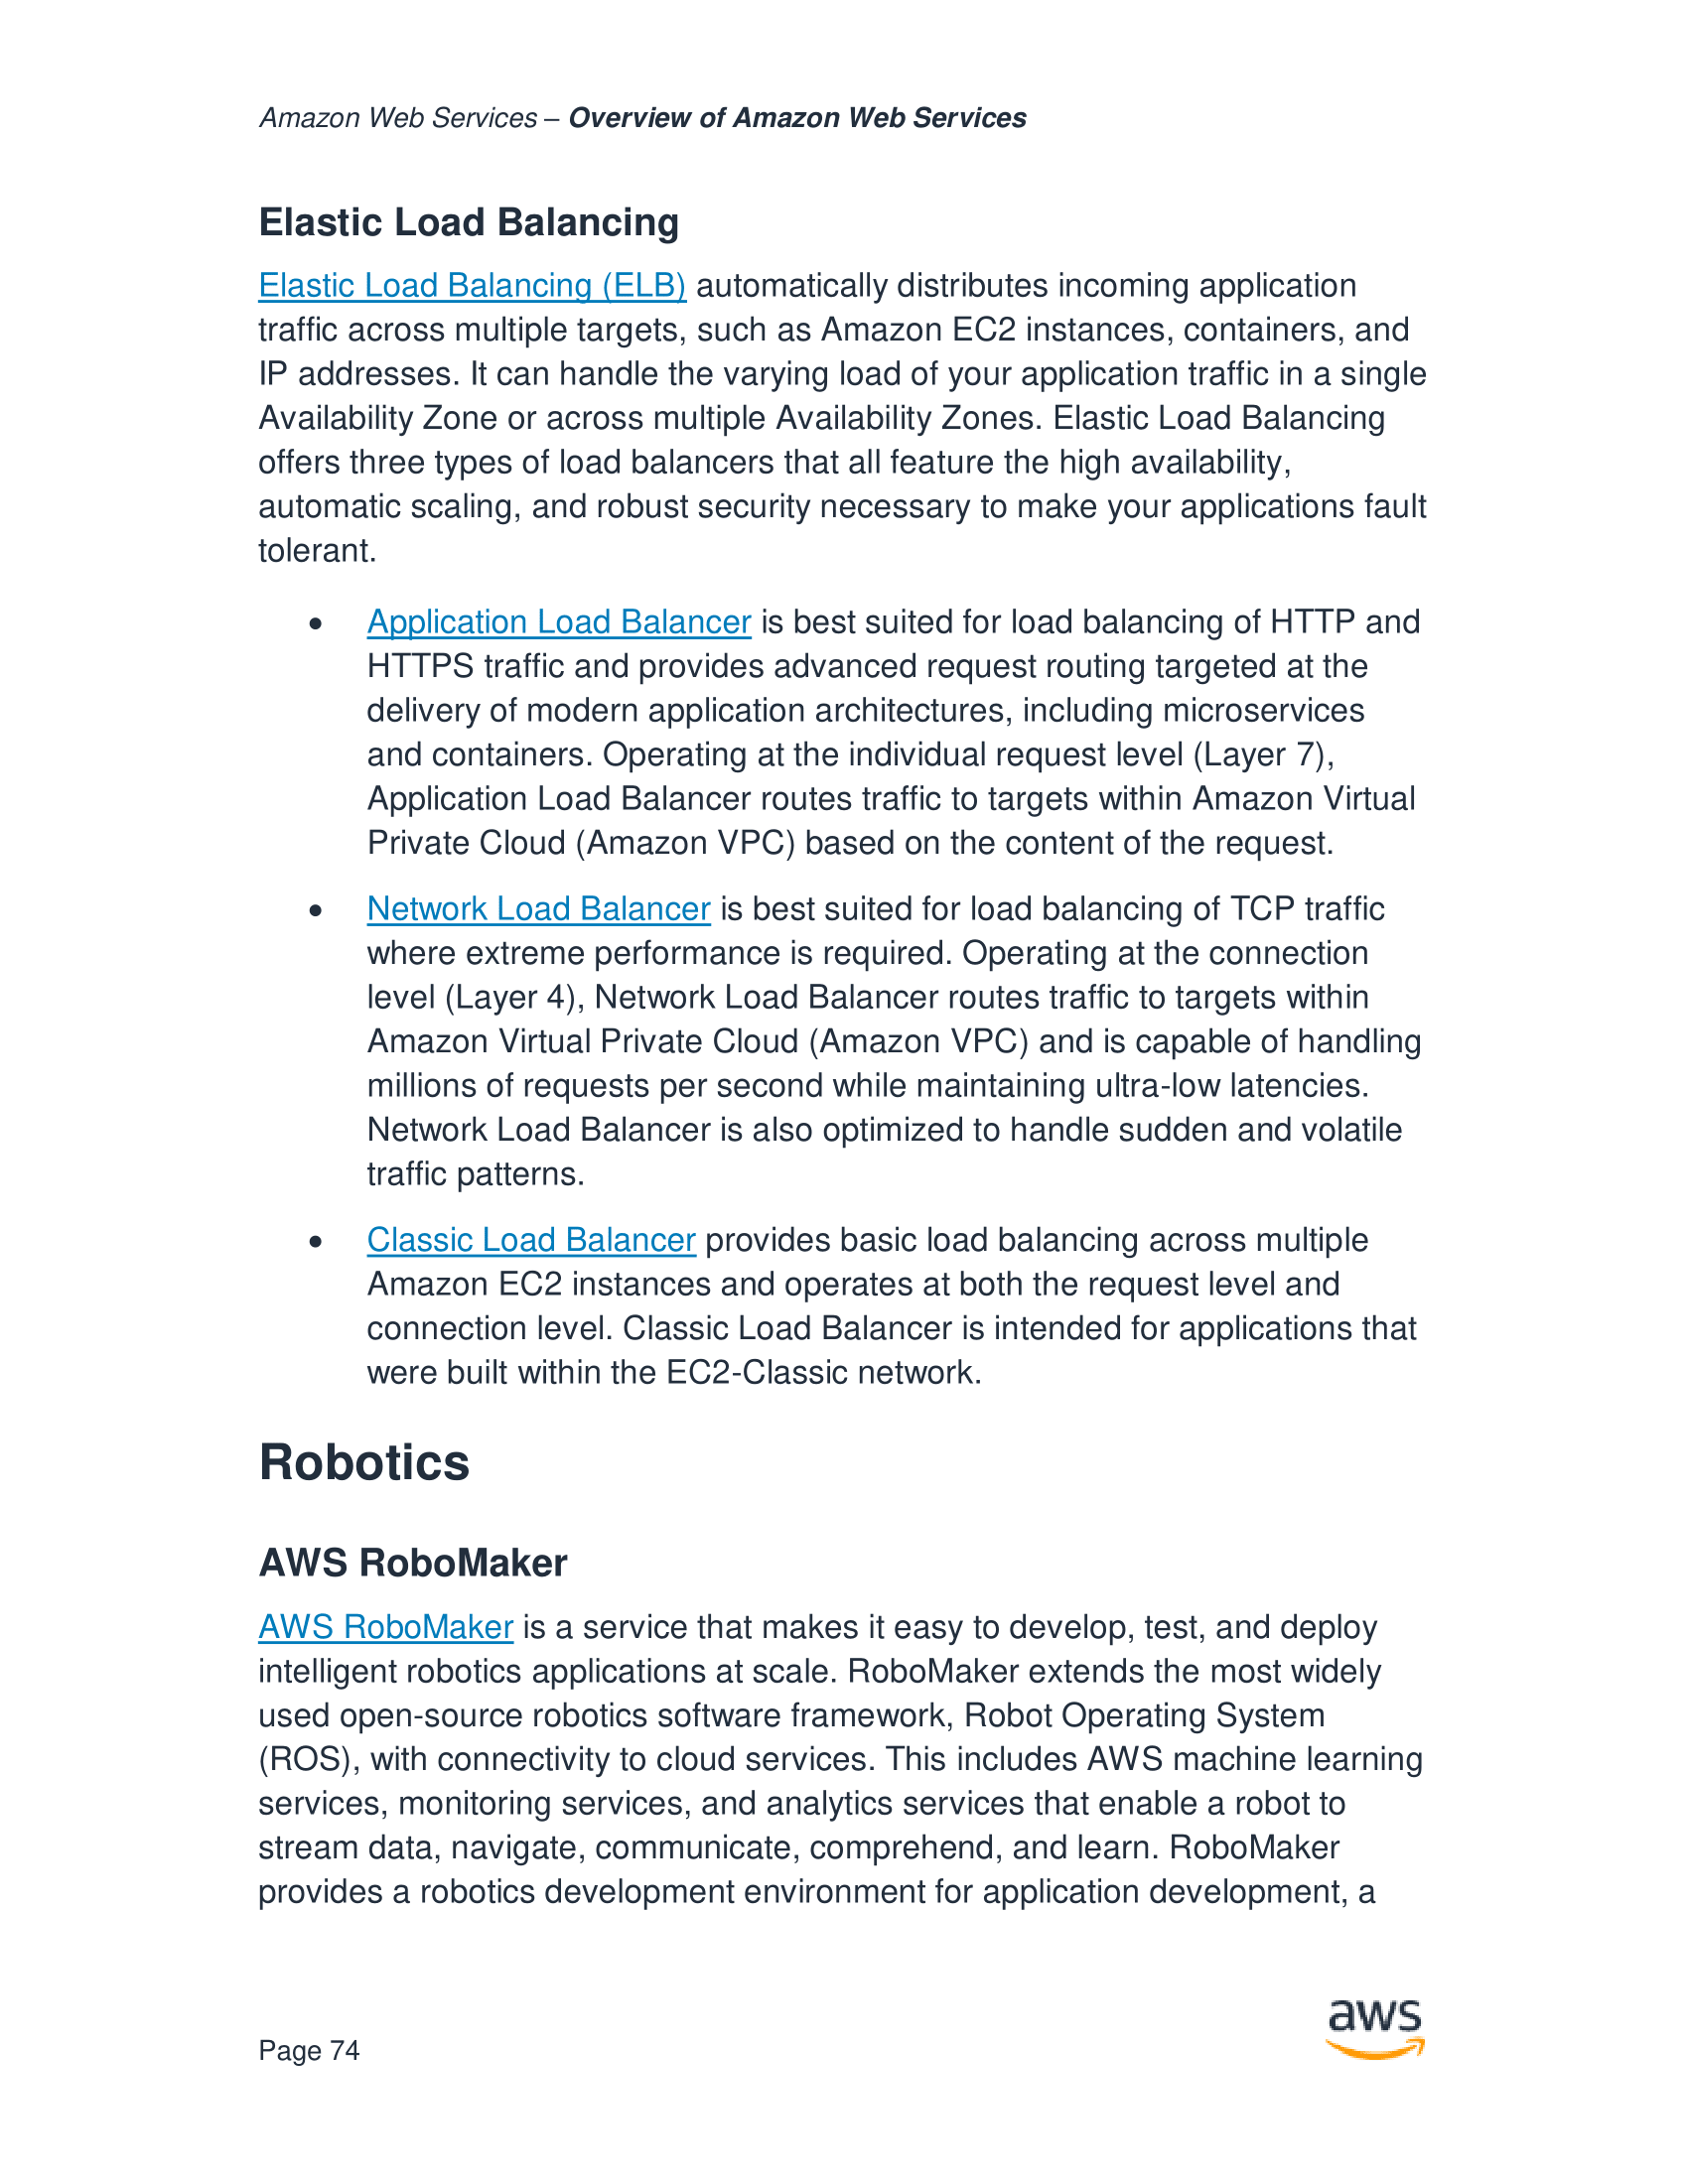 Amazon Web Services – Overview of Amazon Web Services
Elastic Load Balancing
Elastic Load Balancing (ELB) automatically distributes incoming application
traffic across multiple targets, such as Amazon EC2 instances, containers, and
IP addresses. It can handle the varying load of your application traffic in a single
Availability Zone or across multiple Availability Zones. Elastic Load Balancing
offers three types of load balancers that all feature the high availability,
automatic scaling, and robust security necessary to make your applications fault
tolerant.
• Application Load Balancer is best suited for load balancing of HTTP and
HTTPS traffic and provides advanced request routing targeted at the
delivery of modern application architectures, including microservices
and containers. Operating at the individual request level (Layer 7),
Application Load Balancer routes traffic to targets within Amazon Virtual
Private Cloud (Amazon VPC) based on the content of the request.
• Network Load Balancer is best suited for load balancing of TCP traffic
where extreme performance is required. Operating at the connection
level (Layer 4), Network Load Balancer routes traffic to targets within
Amazon Virtual Private Cloud (Amazon VPC) and is capable of handling
millions of requests per second while maintaining ultra-low latencies.
Network Load Balancer is also optimized to handle sudden and volatile
traffic patterns.
• Classic Load Balancer provides basic load balancing across multiple
Amazon EC2 instances and operates at both the request level and
connection level. Classic Load Balancer is intended for applications that
were built within the EC2-Classic network.
Robotics
AWS RoboMaker
AWS RoboMaker is a service that makes it easy to develop, test, and deploy
intelligent robotics applications at scale. RoboMaker extends the most widely
used open-source robotics software framework, Robot Operating System
(ROS), with connectivity to cloud services. This includes AWS machine learning
services, monitoring services, and analytics services that enable a robot to
stream data, navigate, communicate, comprehend, and learn. RoboMaker
provides a robotics development environment for application development, a
aws
Page 74